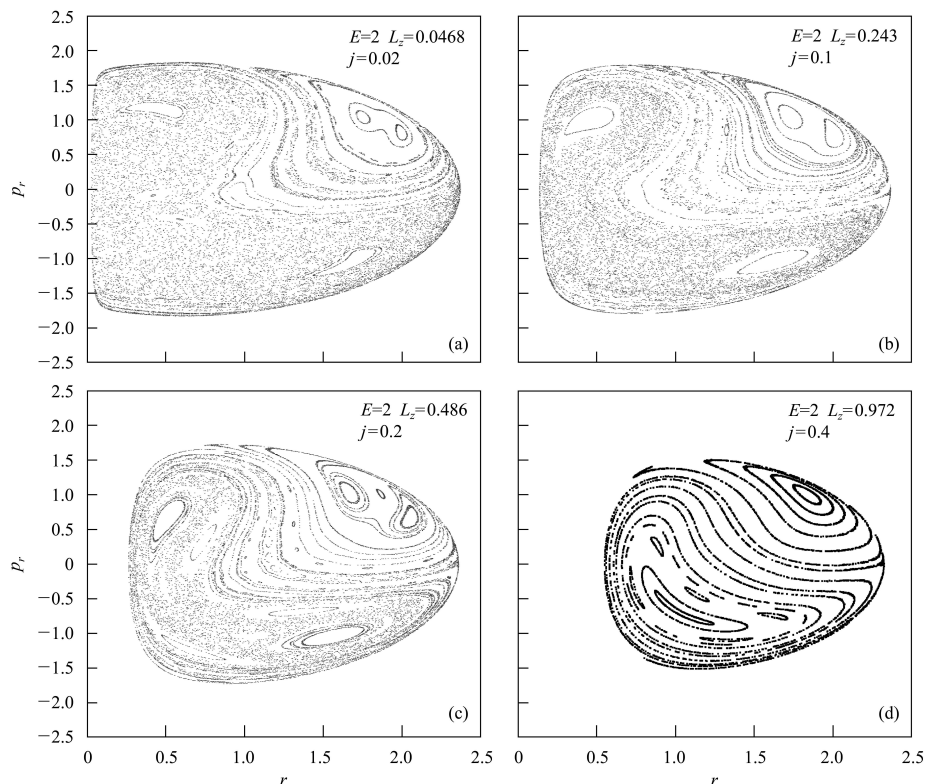 2.5
2.0
1.5
1.0
0.5
0
−0.5
−1.0
−1.5
−2.0
−2.5
p_r
E=2 L_z=0.0468
j=0.02
(a)
E=2 L_z=0.243
j=0.1
(b)
2.5
2.0
1.5
1.0
0.5
0
−0.5
−1.0
−1.5
−2.0
−2.5
p_r
E=2 L_z=0.486
j=0.2
(c)
E=2 L_z=0.972
j=0.4
(d)
0 0.5 1.0 1.5 2.0 2.5
r
0 0.5 1.0 1.5 2.0 2.5
r